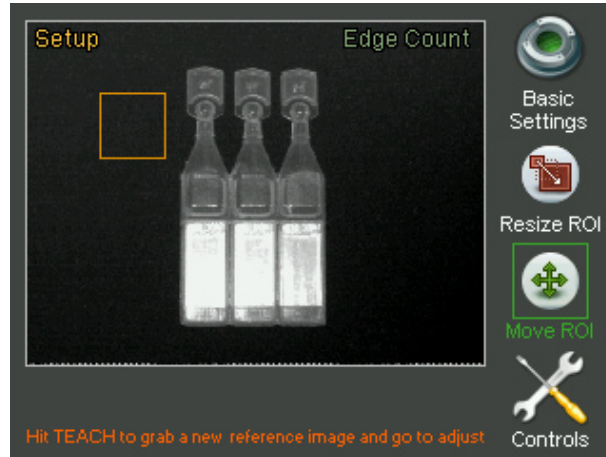 Setup
Edge Count
Basic
Settings
Resize ROI
Move ROI
Controls
Hit TEACH to grab a new reference image and go to adjust